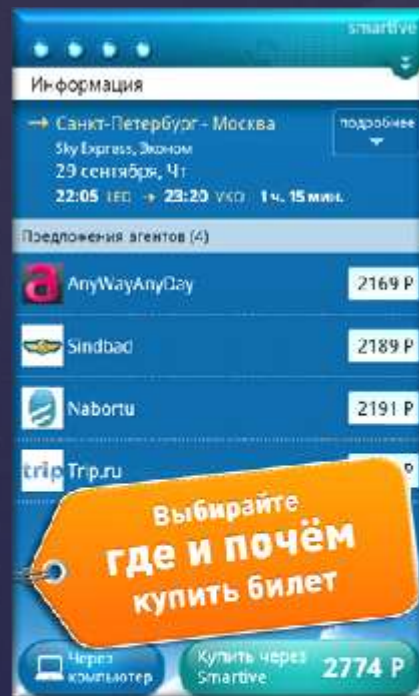 smartive
Информация
→ Санкт-Петербург - Москва
подробнее
Sky Express, Эконом
29 сентября, Чт
22:05 LED → 23:20 VKO 1 ч. 15 мин.
Предложения агентов (4)
a AnyWayAnyDay 2169 Р
Sindbad 2189 Р
Nabortu 2191 Р
trip Trip.ru Р
Выбирайте
где и почём
купить билет
Через
компьютер
Купить через
Smartive
2774 Р